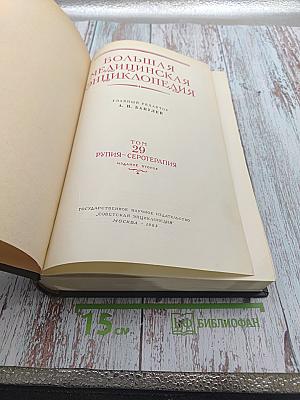 БОЛЬШАЯ
МЕДИЦИНСКАЯ
ЭНЦИКЛОПЕДИЯ
ГЛАВНЫЙ РЕДАКТОР
А. Н. БАКУЛЕВ
ТОМ
29
РУПИЯ—СЕРОТЕРАПИЯ
ИЗДАНИЕ ВТОРОЕ
ГОСУДАРСТВЕННОЕ НАУЧНОЕ ИЗДАТЕЛЬСТВО
„СОВЕТСКАЯ ЭНЦИКЛОПЕДИЯ"
МОСКВА · 1963
15 см
БИБЛИОФАН